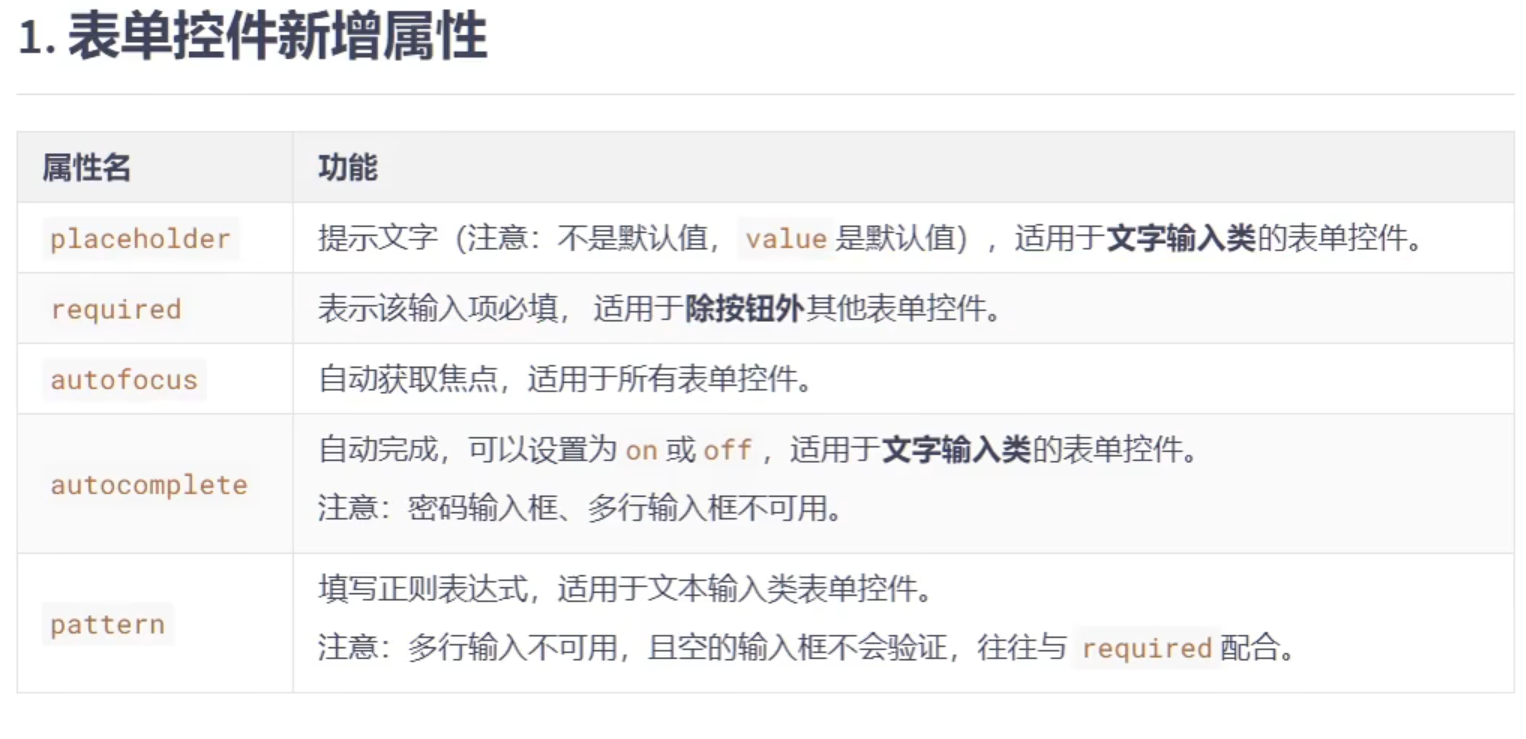 1. 表单控件新增属性
属性名 功能
placeholder 提示文字（注意：不是默认值， value 是默认值），适用于文字输入类的表单控件。
required 表示该输入项必填， 适用于除按钮外其他表单控件。
autofocus 自动获取焦点，适用于所有表单控件。
autocomplete 自动完成，可以设置为 on 或 off ，适用于文字输入类的表单控件。
注意：密码输入框、多行输入框不可用。
pattern 填写正则表达式，适用于文本输入类表单控件。
注意：多行输入不可用，且空的输入框不会验证，往往与 required 配合。